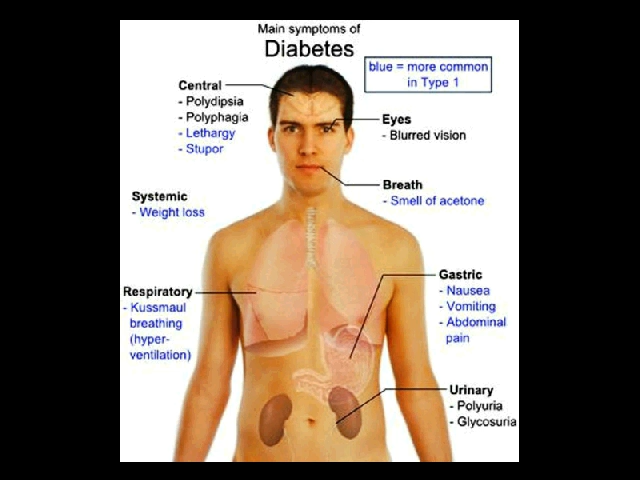 Main symptoms of
Diabetes
blue = more common
in Type 1
Central
- Polydipsia
- Polyphagia
- Lethargy
- Stupor
Eyes
- Blurred vision
Breath
- Smell of acetone
Systemic
- Weight loss
Respiratory
- Kussmaul
breathing
(hyper-
ventilation)
Gastric
- Nausea
- Vomiting
- Abdominal
pain
Urinary
- Polyuria
- Glycosuria